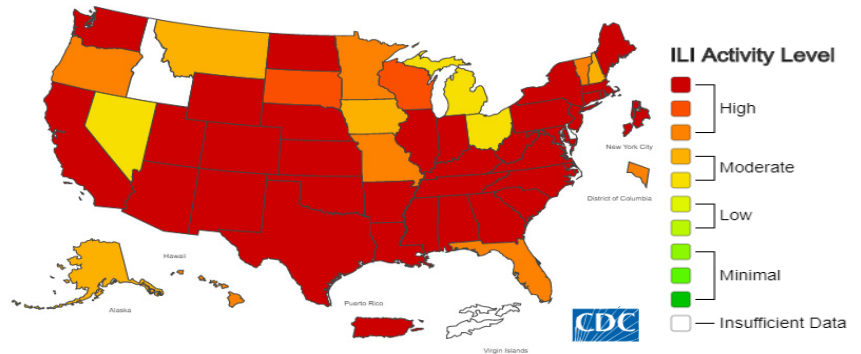 ILI Activity Level
High
Moderate
Low
Minimal
Insufficient Data
New York City
District of Columbia
Hawaii
Alaska
Puerto Rico
Virgin Islands
CDC